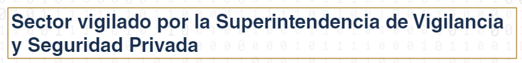 Sector vigilado por la Superintendencia de Vigilancia
y Seguridad Privada